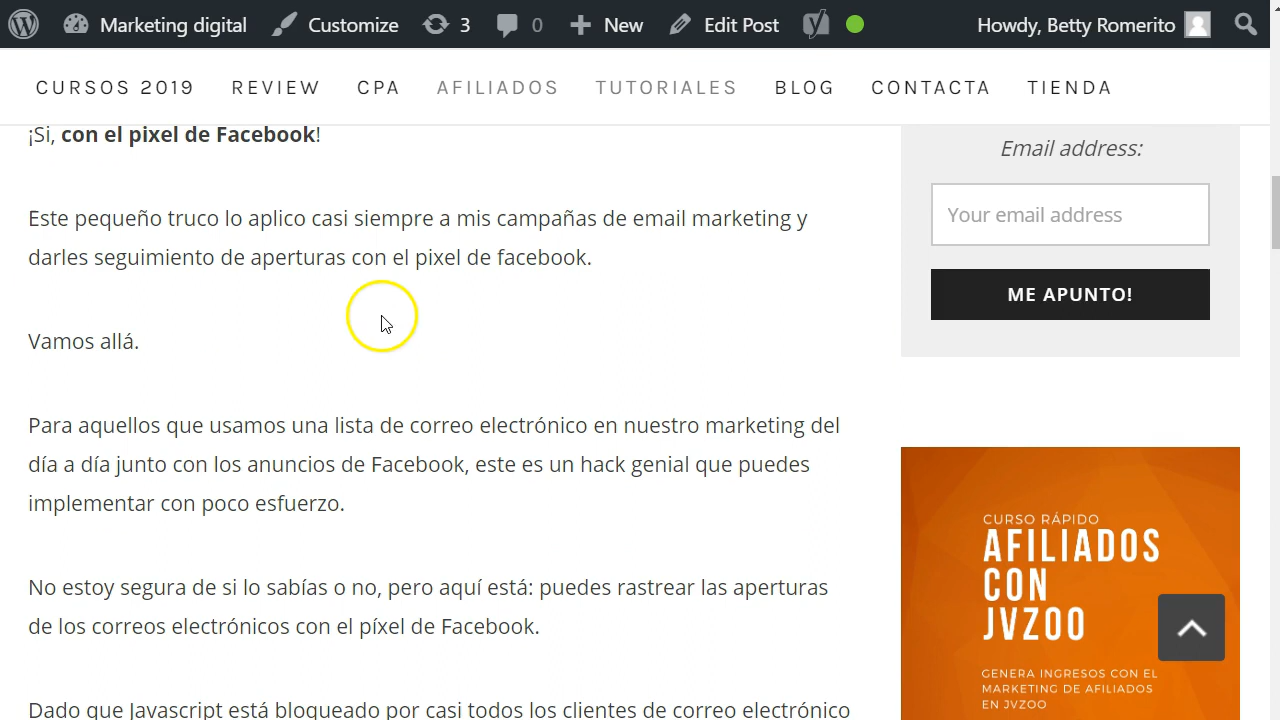 Marketing digital Customize 3 0 New Edit Post Howdy, Betty Romerito
CURSOS 2019 REVIEW CPA AFILIADOS TUTORIALES BLOG CONTACTA TIENDA
¡Si, con el pixel de Facebook!
Este pequeño truco lo aplico casi siempre a mis campañas de email marketing y
darles seguimiento de aperturas con el pixel de facebook.
Vamos allá.
Para aquellos que usamos una lista de correo electrónico en nuestro marketing del
día a día junto con los anuncios de Facebook, este es un hack genial que puedes
implementar con poco esfuerzo.
No estoy segura de si lo sabías o no, pero aquí está: puedes rastrear las aperturas
de los correos electrónicos con el píxel de Facebook.
Dado que Javascript está bloqueado por casi todos los clientes de correo electrónico
Email address:
Your email address
ME APUNTO!
CURSO RÁPIDO
AFILIADOS
CON
JVZOO
GENERA INGRESOS CON EL
MARKETING DE AFILIADOS
EN JVZOO